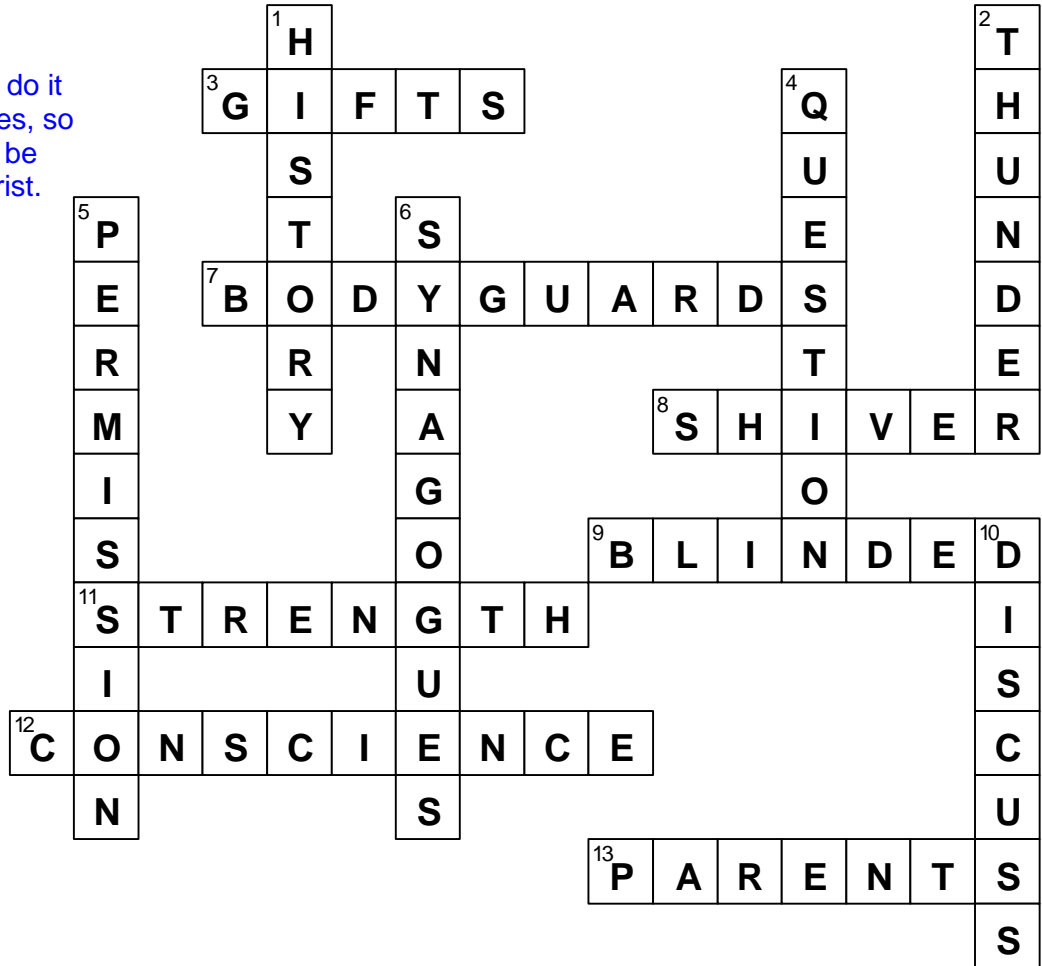 1 H 2 T
do it
es, so
be
rist.
3 G I F T S 4 Q H
S U U
5 P T 6 S E N
E 7 B O D Y G U A R D S D
R R N T E
M Y A 8 S H I V E R
I G O
S O 9 B L I N D E 10 D
11 S T R E N G T H I
I U S
12 C O N S C I E N C E C
N S U
13 P A R E N T S
S